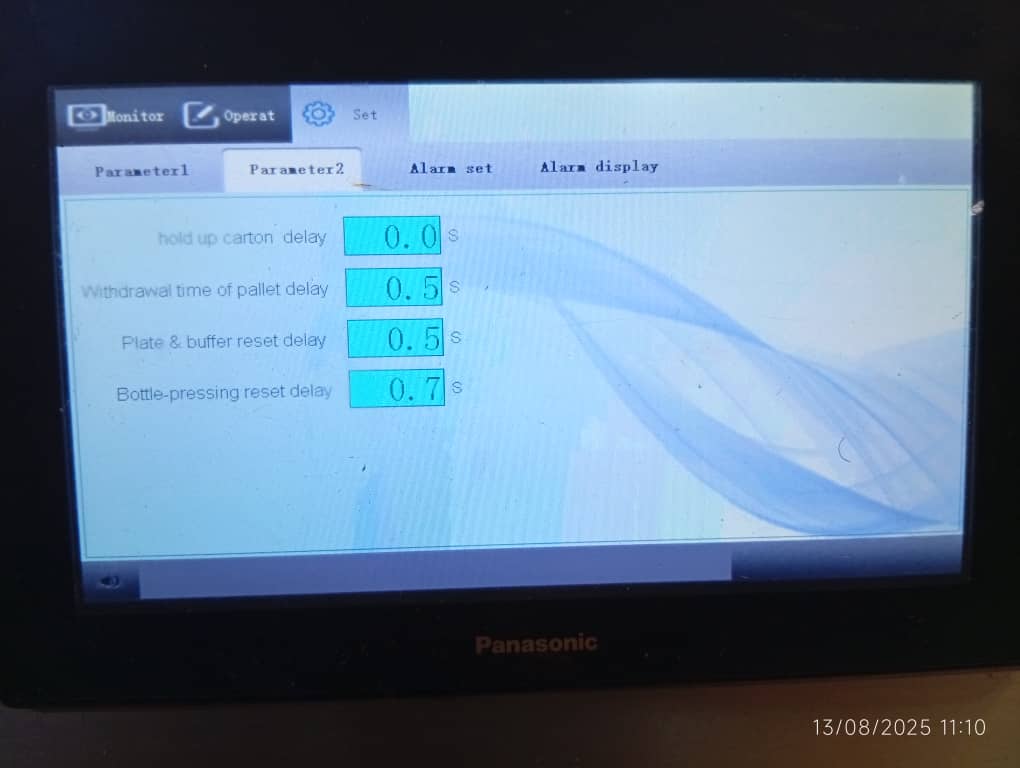 Monitor Operat Set
Parameter1 Parameter2 Alarm set Alarm display
hold up carton delay 0.0 S
Withdrawal time of pallet delay 0.5 S
Plate & buffer reset delay 0.5 S
Bottle-pressing reset delay 0.7 S
Panasonic
13/08/2025 11:10